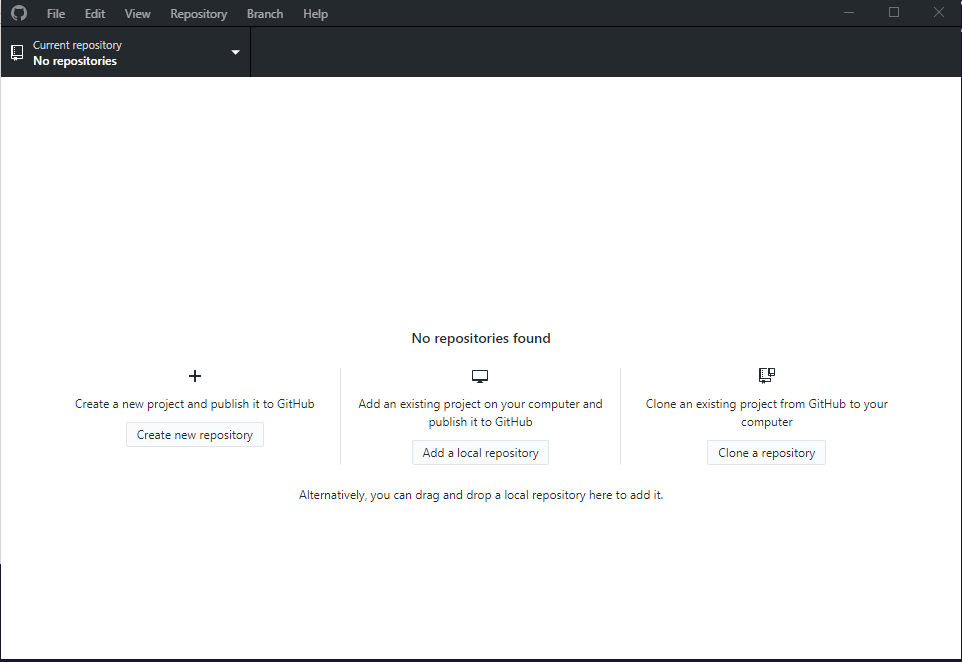 File Edit View Repository Branch Help
Current repository
No repositories
No repositories found
Create a new project and publish it to GitHub
Create new repository
Add an existing project on your computer and
publish it to GitHub
Add a local repository
Clone an existing project from GitHub to your
computer
Clone a repository
Alternatively, you can drag and drop a local repository here to add it.